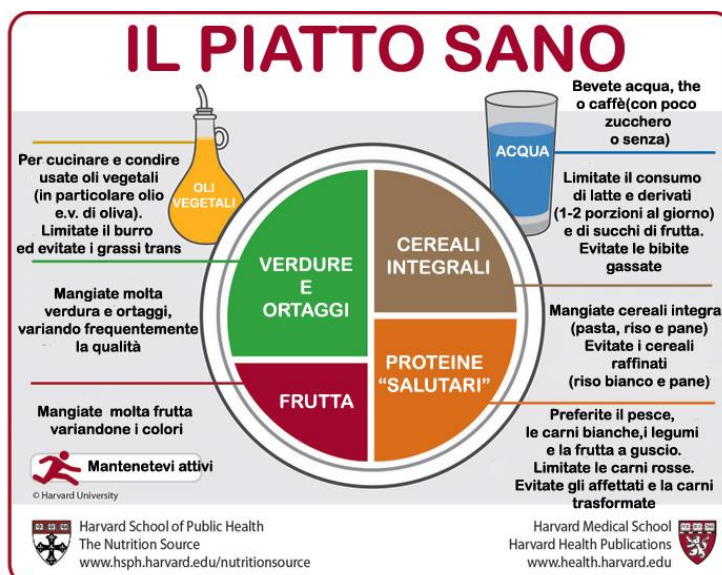 IL PIATTO SANO
Per cucinare e condire
usate oli vegetali
(in particolare olio
e.v. di oliva).
Limitate il burro
ed evitate i grassi trans
OLI
VEGETALI
Mangiate molta
verdura e ortaggi,
variando frequentemente
la qualità
Mangiate molta frutta
variandone i colori
Mantenetevi attivi
© Harvard University
VERDURE
E
ORTAGGI
FRUTTA
CEREALI
INTEGRALI
PROTEINE
“SALUTARI”
ACQUA
Bevete acqua, the
o caffè(con poco
zucchero
o senza)
Limitate il consumo
di latte e derivati
(1-2 porzioni al giorno)
e di succhi di frutta.
Evitate le bibite
gassate
Mangiate cereali integra
(pasta, riso e pane)
Evitate i cereali
raffinati
(riso bianco e pane)
Preferite il pesce,
le carni bianche,i legumi
e la frutta a guscio.
Limitate le carni rosse.
Evitate gli affettati e la carni
trasformate
Harvard School of Public Health
The Nutrition Source
www.hsph.harvard.edu/nutritionsource
Harvard Medical School
Harvard Health Publications
www.health.harvard.edu